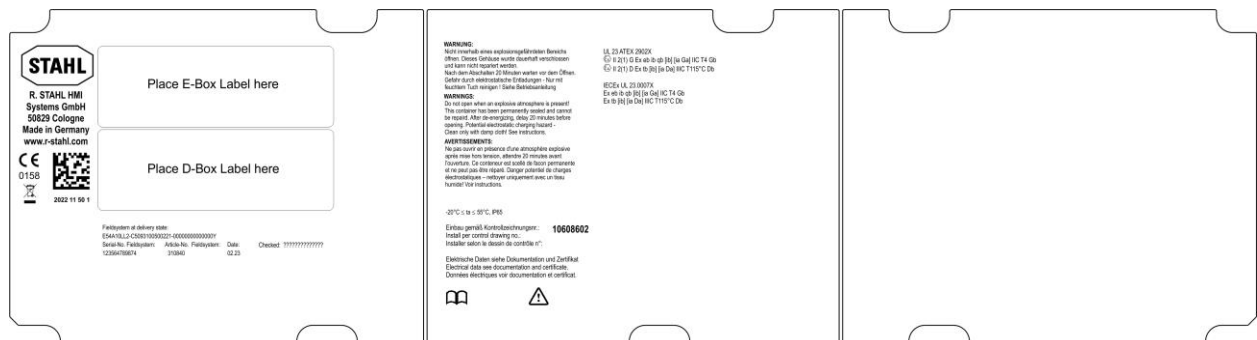 STAHL
R. STAHL HMI
Systems GmbH
50829 Cologne
Made in Germany
www.r-stahl.com
CE
0158
2022 11 50 1
Place E-Box Label here
Place D-Box Label here
Fieldsystem at delivery state:
Serial-No. Fieldsystem: Article-No. Fieldsystem: Date: Checked: ??????????????
310840 02.23
WARNUNG:
Nicht innerhalb eines explosionsgefährdeten Bereichs
öffnen. Dieses Gehäuse wurde dauerhaft verschlossen
und kann nicht repariert werden.
Nach dem Abschalten 20 Minuten warten vor dem Öffnen.
Gefahr durch elektrostatische Entladungen - Nur mit
feuchtem Tuch reinigen ! Siehe Betriebsanleitung
WARNINGS:
Do not open when an explosive atmosphere is present!
This container has been permanently sealed and cannot
be repaird. After de-energizing, delay 20 minutes before
opening. Potential electrostatic charging hazard -
Clean only with damp cloth! See instructions.
AVERTISSEMENTS:
Ne pas ouvrir en présence d'une atmosphère explosive
après mise hors tension, attendre 20 minutes avant
l'ouverture. Ce conteneur est scellé de facon permanente
et ne peut pas être réparé. Danger potentiel de charges
électrostatiques – nettoyer uniquement avec un tissu
humide! Voir instructions.
-20°C ≤ ta ≤ 55°C, IP65
Einbau gemäß Kontrollzeichnungsnr.: 10608602
Install per control drawing no.:
Installer selon le dessin de contrôle n°:
Elektrische Daten siehe Dokumentation und Zertifikat
Electrical data see documentation and certificate.
Données électriques voir documentation et certificat.
UL 23 ATEX 2902X
II 2(1) G Ex eb ib qb [ib] [ia Ga] IIC T4 Gb
II 2(1) D Ex tb [ib] [ia Da] IIIC T115°C Db
IECEx UL 23.0007X
Ex eb ib qb [ib] [ia Ga] IIC T4 Gb
Ex tb [ib] [ia Da] IIIC T115°C Db